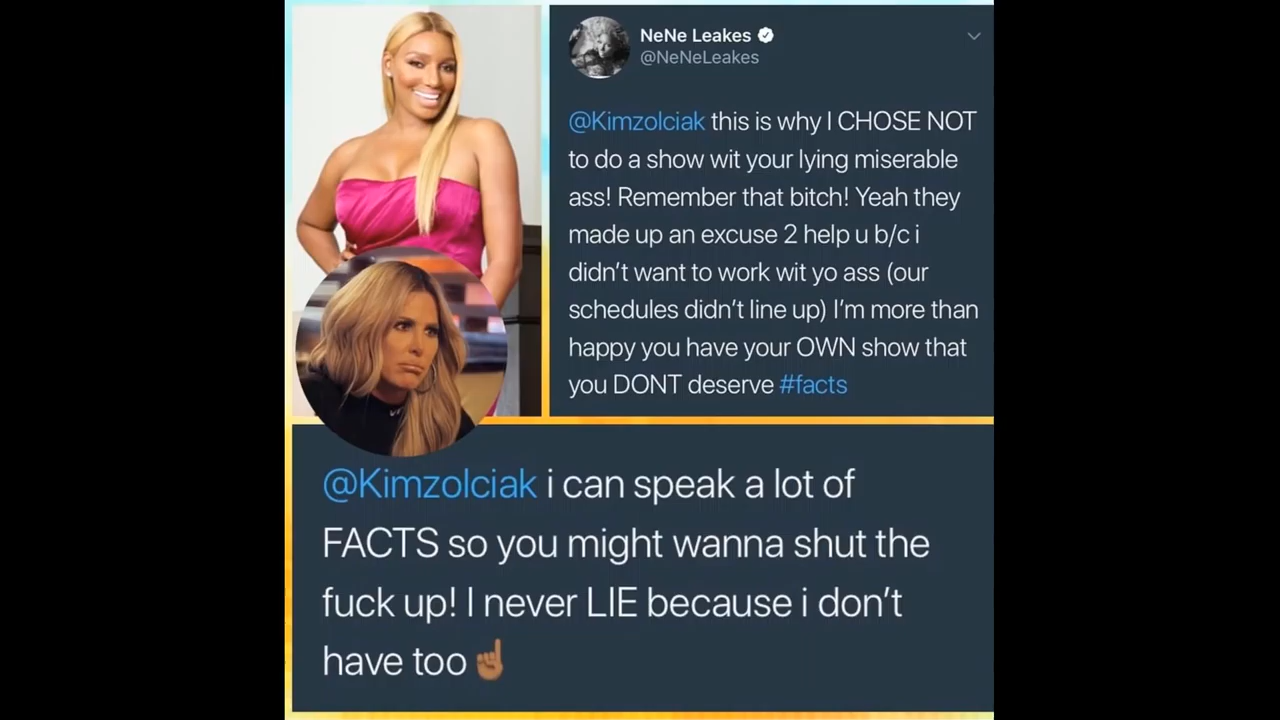 NeNe Leakes
@NeNeLeakes
@Kimzolciak this is why I CHOSE NOT
to do a show wit your lying miserable
ass! Remember that bitch! Yeah they
made up an excuse 2 help u b/c i
didn't want to work wit yo ass (our
schedules didn't line up) I'm more than
happy you have your OWN show that
you DONT deserve #facts
@Kimzolciak i can speak a lot of
FACTS so you might wanna shut the
fuck up! I never LIE because i don't
have too☝🏾